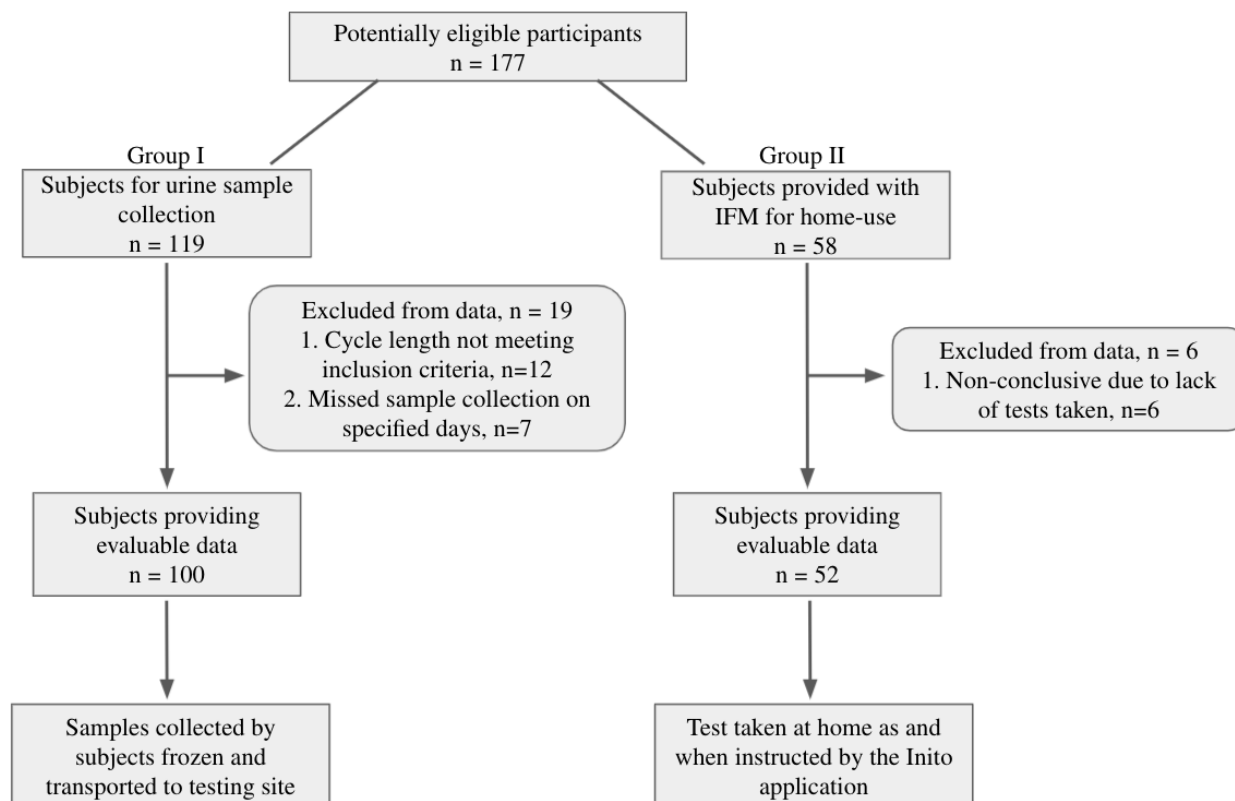 Potentially eligible participants
n = 177
Group I
Subjects for urine sample
collection
n = 119
Group II
Subjects provided with
IFM for home-use
n = 58
Excluded from data, n = 19
1. Cycle length not meeting
inclusion criteria, n=12
2. Missed sample collection on
specified days, n=7
Excluded from data, n = 6
1. Non-conclusive due to lack
of tests taken, n=6
Subjects providing
evaluable data
n = 100
Subjects providing
evaluable data
n = 52
Samples collected by
subjects frozen and
transported to testing site
Test taken at home as and
when instructed by the Inito
application